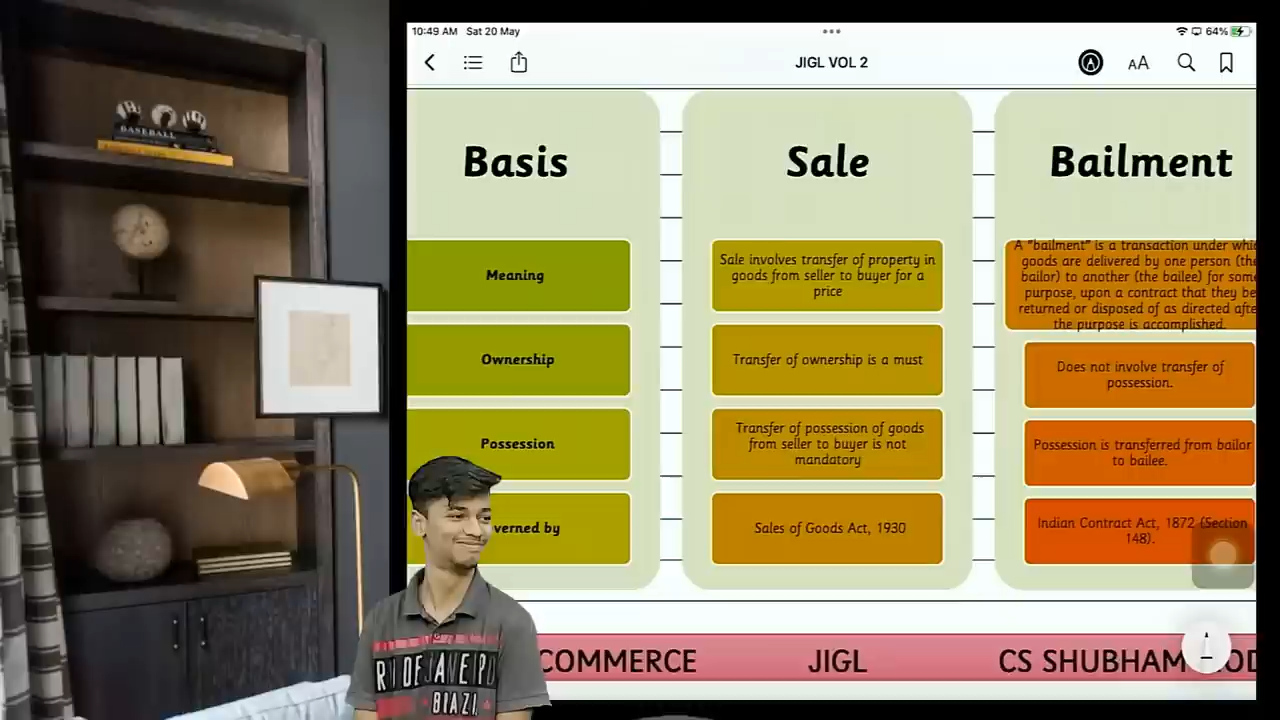 10:49 AM Sat 20 May
64%
JIGL VOL 2
AA
BASEBALL
Basis
Sale
Bailment
Meaning
Sale involves transfer of property in
goods from seller to buyer for a
price
A "bailment" is a transaction under
goods are delivered by one person
bailor) to another (the bailee) for
purpose, upon a contract that they
returned or disposed of as directed
the purpose is accomplished.
Ownership
Transfer of ownership is a must
Does not involve transfer of
possession.
Possession
Transfer of possession of goods
from seller to buyer is not
mandatory
Possession is transferred from bailor
to bailee.
verned by
Sales of Goods Act, 1930
Indian Contract Act, 1872 (Section
148).
COMMERCE
JIGL
CS SHUBHAM